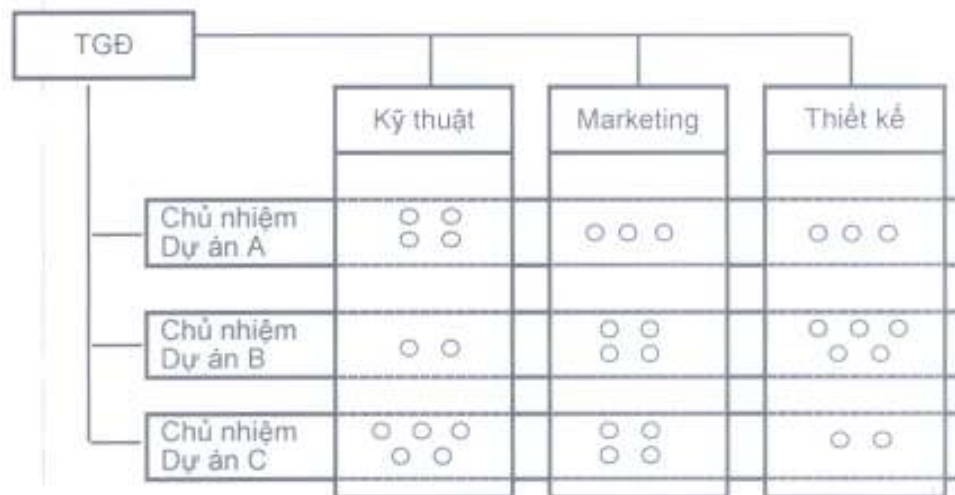 TGĐ
Kỹ thuật
Marketing
Thiết kế
Chủ nhiệm
Dự án A
Chủ nhiệm
Dự án B
Chủ nhiệm
Dự án C